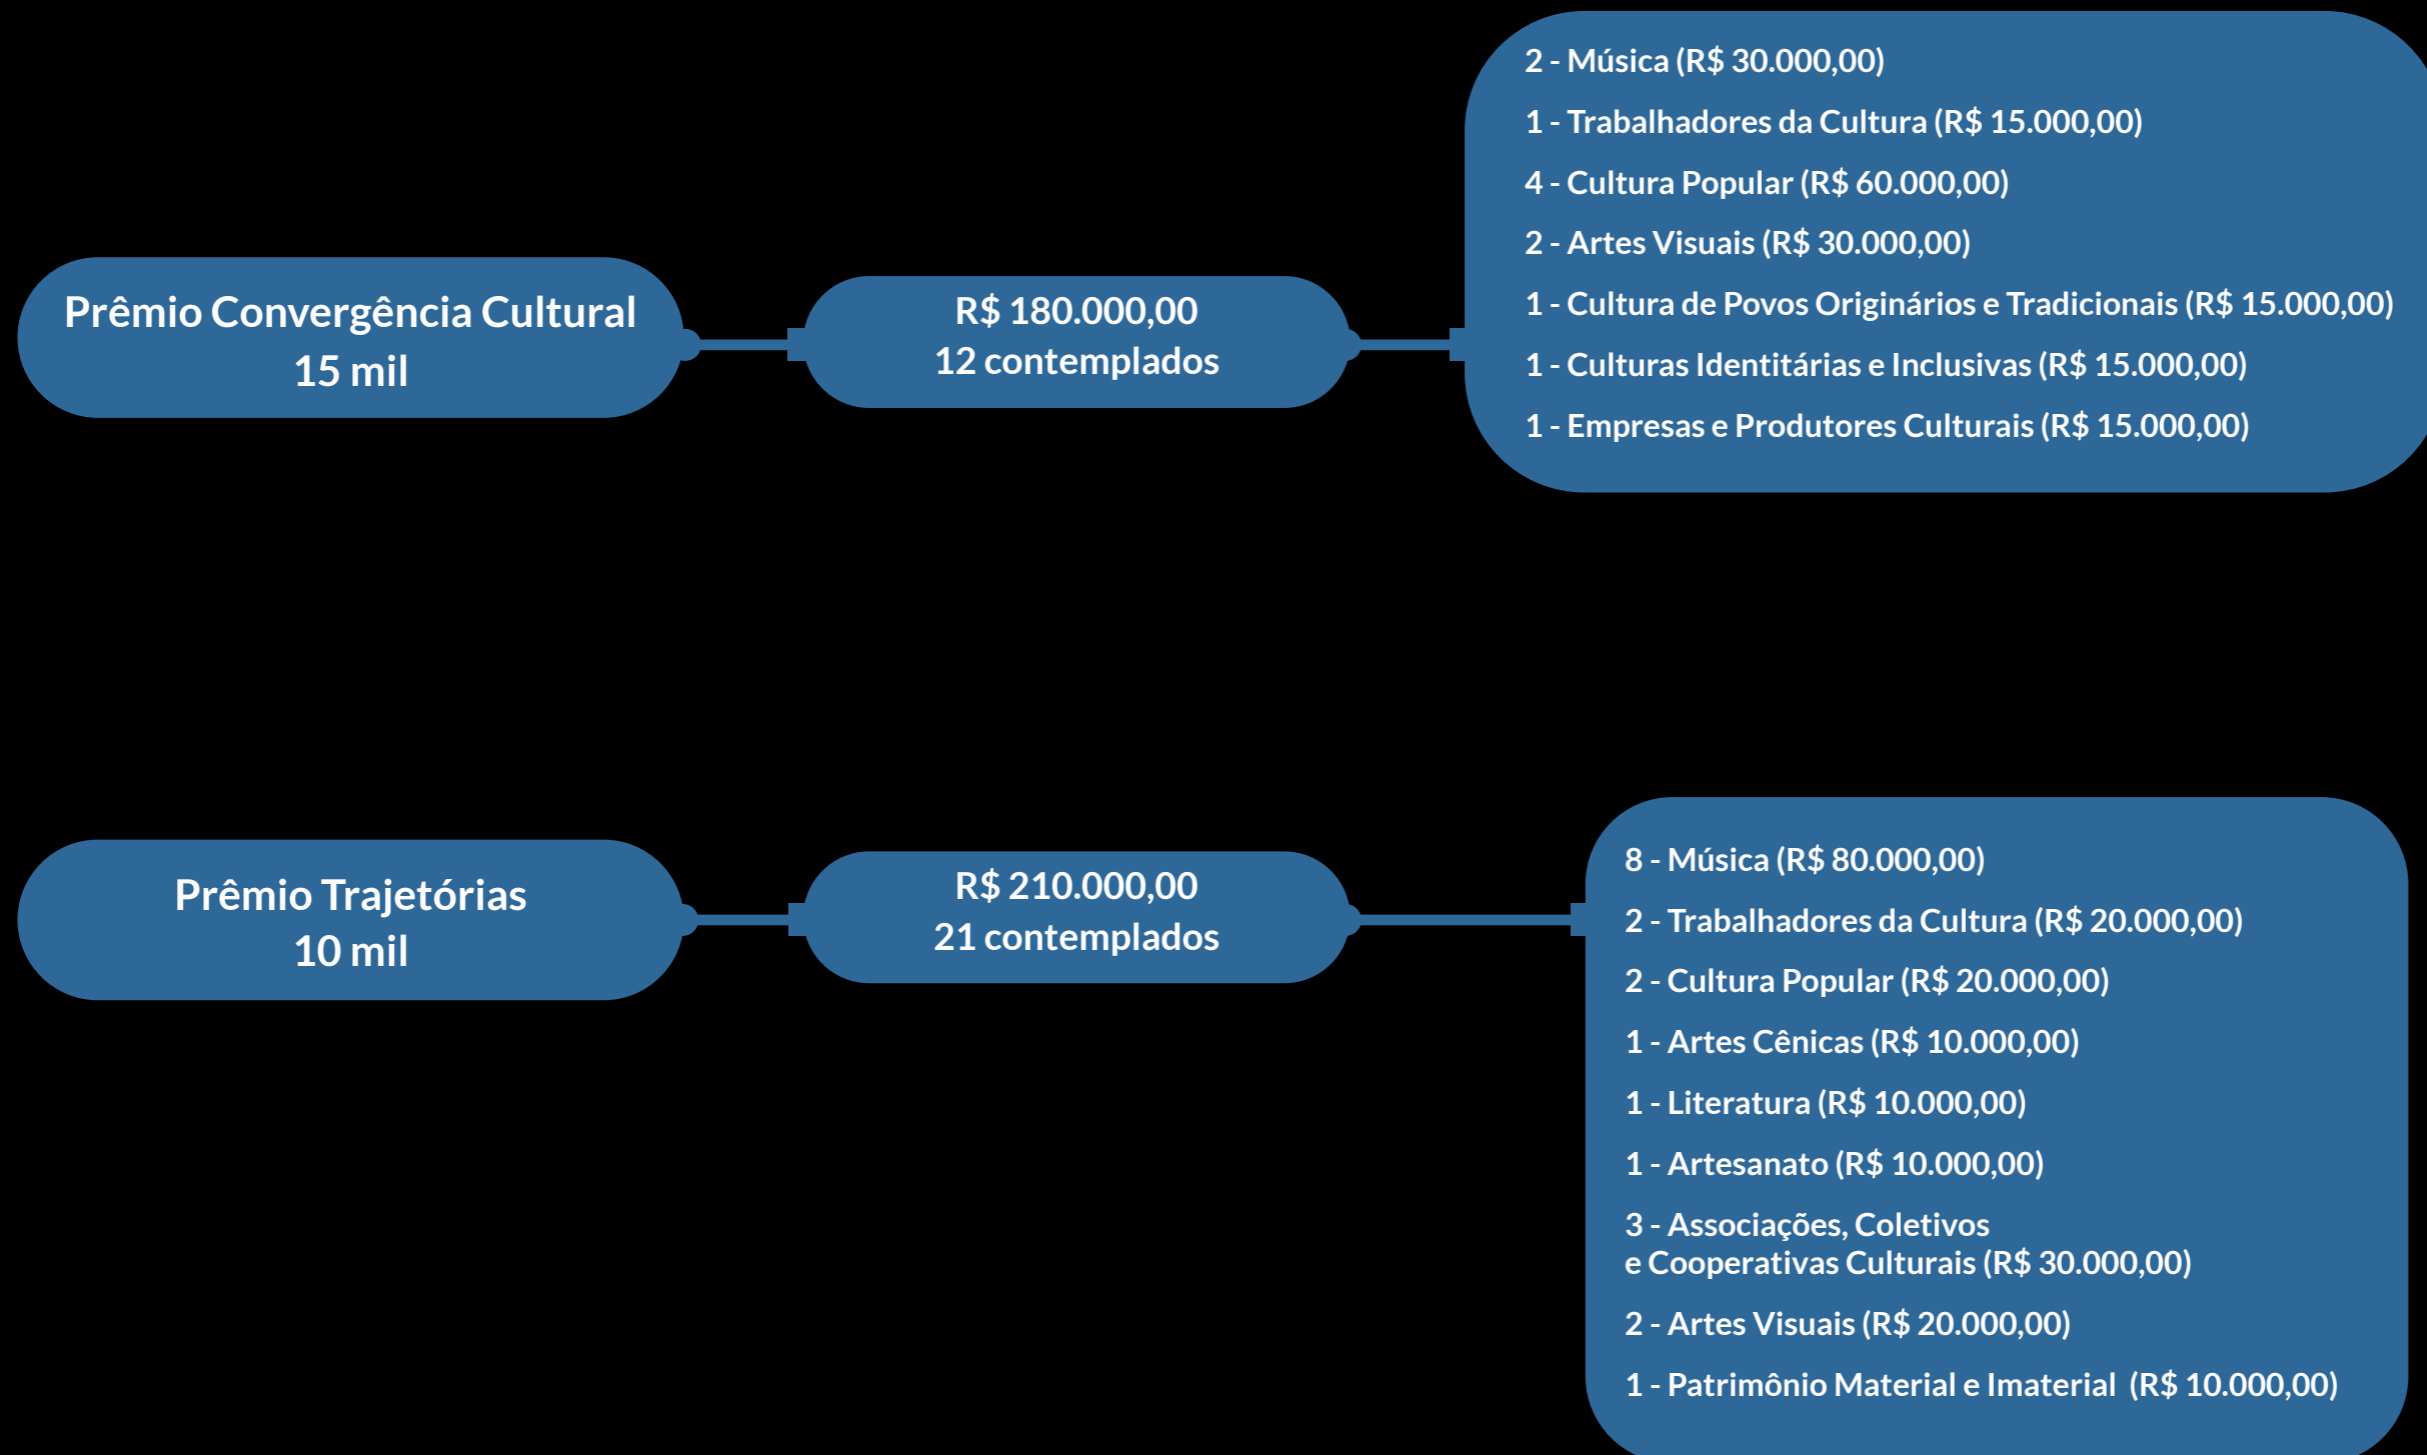 Prêmio Convergência Cultural
15 mil
R$ 180.000,00
12 contemplados
2 - Música (R$ 30.000,00)
1 - Trabalhadores da Cultura (R$ 15.000,00)
4 - Cultura Popular (R$ 60.000,00)
2 - Artes Visuais (R$ 30.000,00)
1 - Cultura de Povos Originários e Tradicionais (R$ 15.000,00)
1 - Culturas Identitárias e Inclusivas (R$ 15.000,00)
1 - Empresas e Produtores Culturais (R$ 15.000,00)
Prêmio Trajetórias
10 mil
R$ 210.000,00
21 contemplados
8 - Música (R$ 80.000,00)
2 - Trabalhadores da Cultura (R$ 20.000,00)
2 - Cultura Popular (R$ 20.000,00)
1 - Artes Cênicas (R$ 10.000,00)
1 - Literatura (R$ 10.000,00)
1 - Artesanato (R$ 10.000,00)
3 - Associações, Coletivos
e Cooperativas Culturais (R$ 30.000,00)
2 - Artes Visuais (R$ 20.000,00)
1 - Patrimônio Material e Imaterial  (R$ 10.000,00)